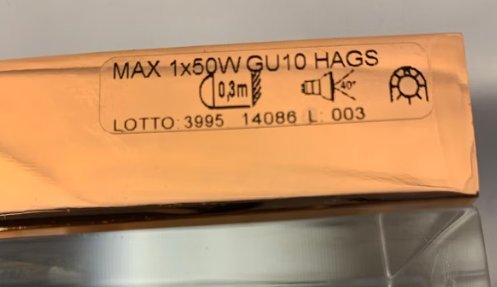 MAX 1x50W GU10 HAGS
0,3m 40°
LOTTO: 3995 14086 L: 003